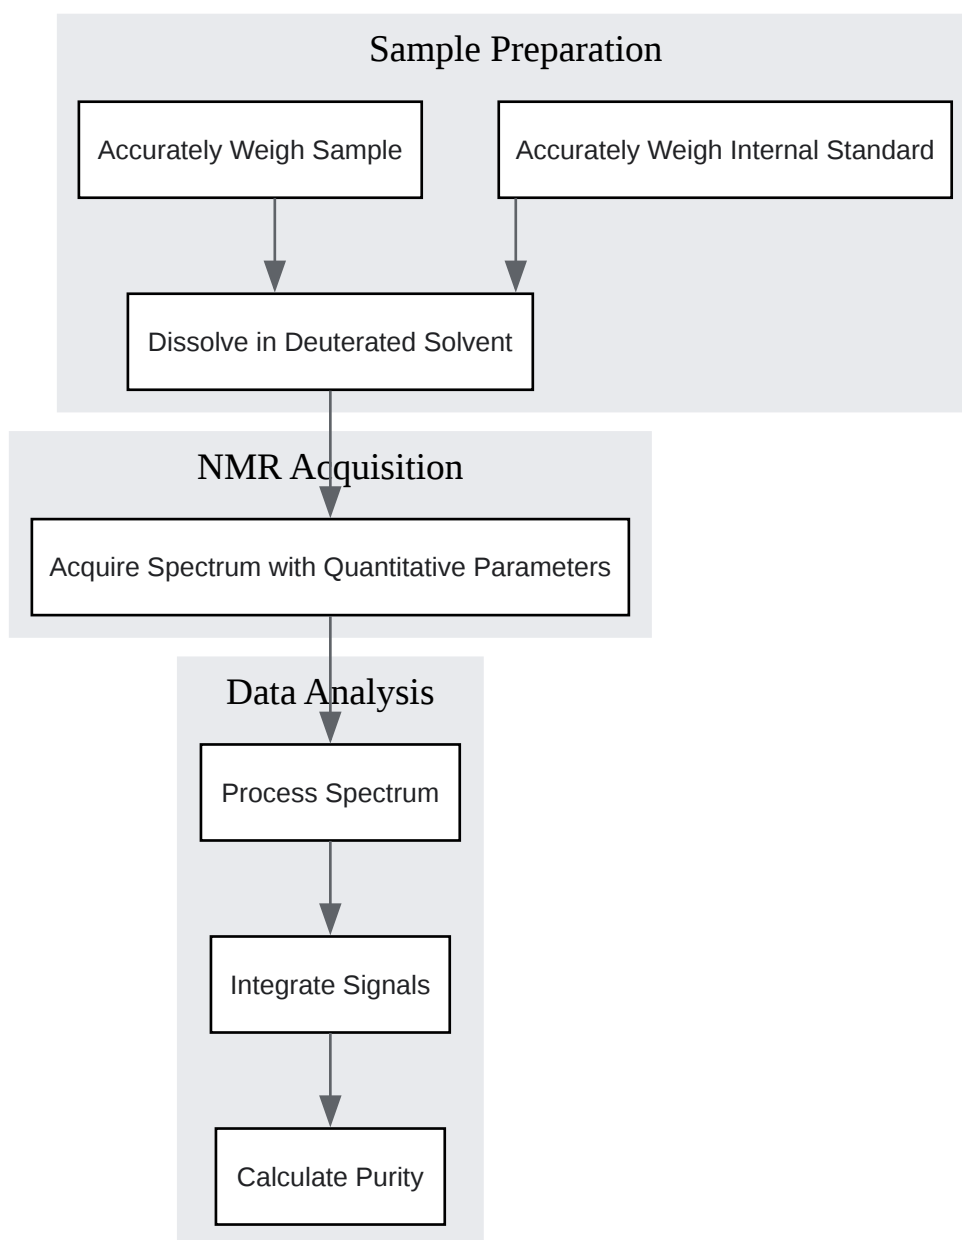 Sample Preparation
Accurately Weigh Sample
Accurately Weigh Internal Standard
Dissolve in Deuterated Solvent
NMR Acquisition
Acquire Spectrum with Quantitative Parameters
Data Analysis
Process Spectrum
Integrate Signals
Calculate Purity